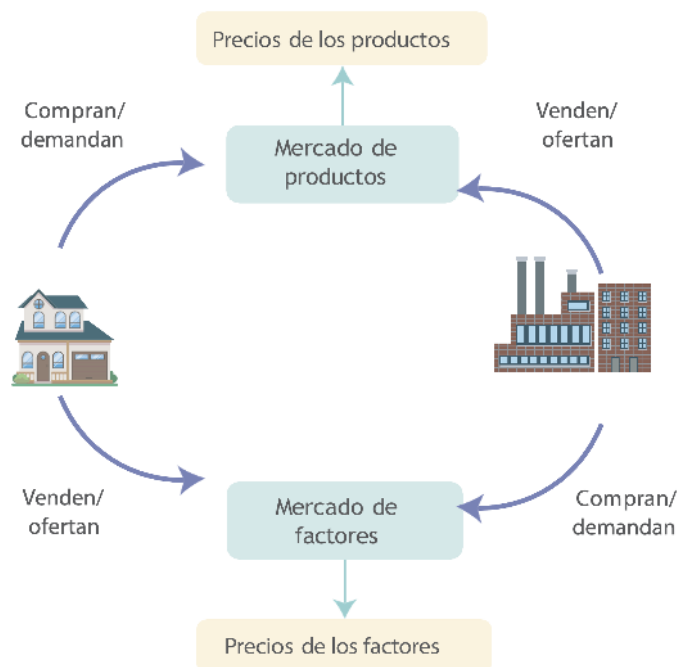 Precios de los productos
Compran/
demandan
Venden/
ofertan
Mercado de
productos
Venden/
ofertan
Mercado de
factores
Compran/
demandan
Precios de los factores